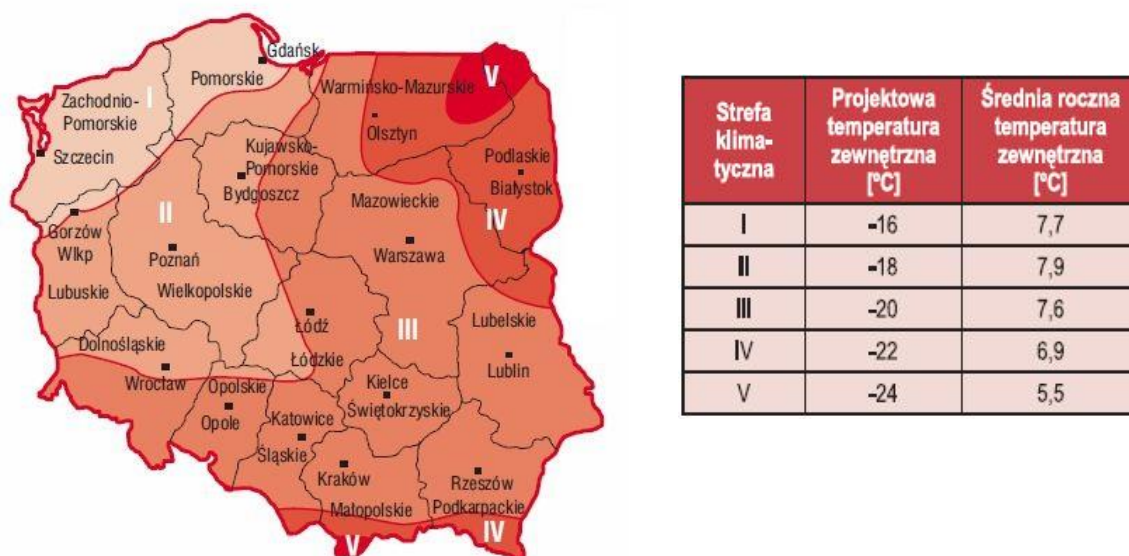 Gdańsk
Pomorskie
V
Warmińsko-Mazurskie
Zachodnio-
Pomorskie
I
Olsztyn
Szczecin
Kujawsko-
Pomorskie
Bydgoszcz
Podlaskie
Białystok
Mazowieckie
II
IV
Gorzów
Wlkp
Poznań
Warszawa
Lubuskie
Wielkopolskie
Łódź
III
Lubelskie
Dolnośląskie
Łódzkie
Lublin
Wrocław
Opolskie
Kielce
Świętokrzyskie
Opole
Katowice
Śląskie
Kraków
Rzeszów
Małopolskie
Podkarpackie
V
IV
Strefa
klima-
tyczna
Projektowa
temperatura
zewnętrzna
[°C]
Średnia roczna
temperatura
zewnętrzna
[°C]
I -16 7,7
II -18 7,9
III -20 7,6
IV -22 6,9
V -24 5,5